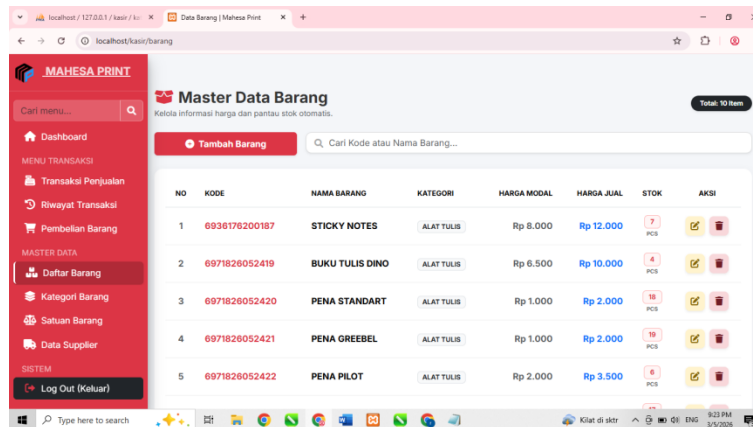 localhost / 127.0.0.1 / kasir / ka
Data Barang | Mahesa Print
localhost/kasir/barang
MAHESA PRINT
Cari menu...
Dashboard
MENU TRANSAKSI
Transaksi Penjualan
Riwayat Transaksi
Pembelian Barang
MASTER DATA
Daftar Barang
Kategori Barang
Satuan Barang
Data Supplier
SISTEM
Log Out (Keluar)
Master Data Barang
Kelola informasi harga dan pantau stok otomatis.
Total: 10 Item
Tambah Barang
Cari Kode atau Nama Barang...
NO KODE NAMA BARANG KATEGORI HARGA MODAL HARGA JUAL STOK AKSI
1 6936176200187 STICKY NOTES ALAT TULIS Rp 8.000 Rp 12.000 7 PCS
2 6971826052419 BUKU TULIS DINO ALAT TULIS Rp 6.500 Rp 10.000 4 PCS
3 6971826052420 PENA STANDART ALAT TULIS Rp 1.000 Rp 2.000 18 PCS
4 6971826052421 PENA GREEBEL ALAT TULIS Rp 1.000 Rp 2.000 19 PCS
5 6971826052422 PENA PILOT ALAT TULIS Rp 2.000 Rp 3.500 6 PCS
Type here to search
Kilat di sktr
ENG
9:23 PM
3/5/2026